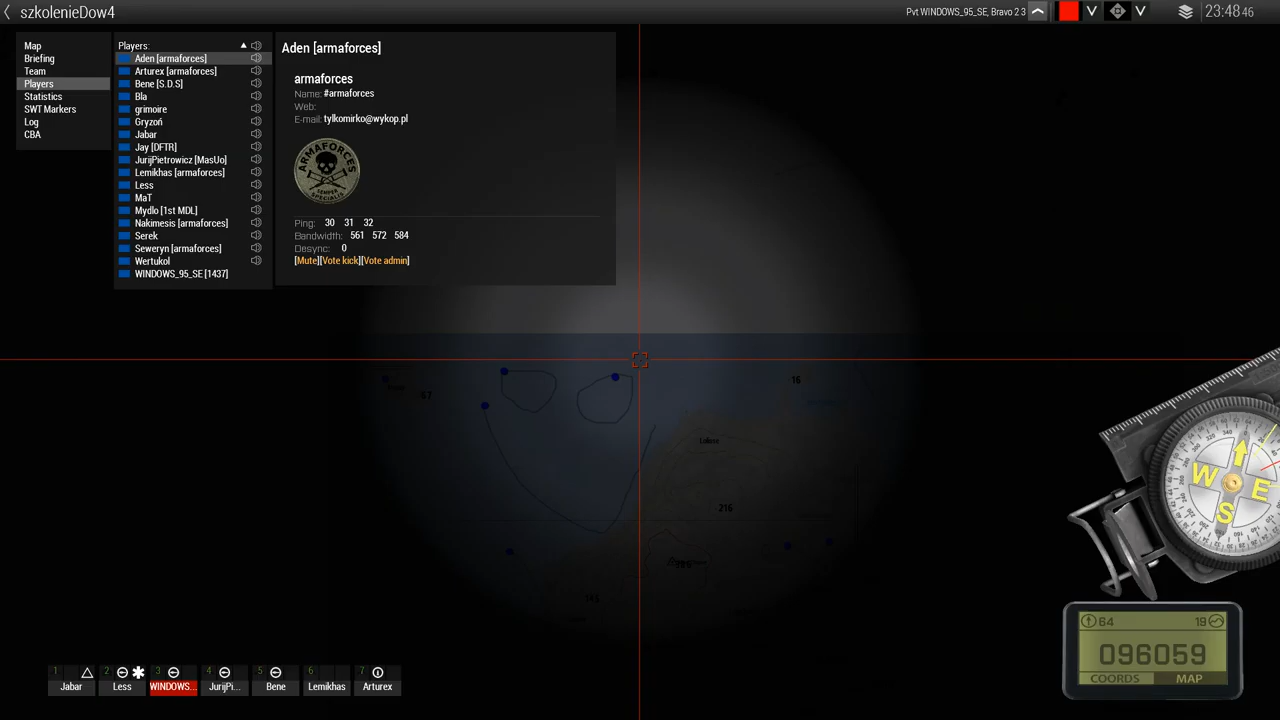 szkolenieDow4
Pvt WINDOWS_95_SE, Bravo 2 3
23:48 46
Map
Briefing
Team
Players
Statistics
SWT Markers
Log
CBA
Players:
Aden [armaforces]
Arturex [armaforces]
Bene [S.D.S]
Bla
grimoire
Gryzoń
Jabar
Jay [DFTR]
JurijPietrowicz [MasUo]
Lemikhas [armaforces]
Less
MaT
Mydlo [1st MDL]
Nakimesis [armaforces]
Serek
Seweryn [armaforces]
Wertukol
WINDOWS_95_SE [1437]
Aden [armaforces]
armaforces
Name: #armaforces
Web:
E-mail: tylkomirko@wykop.pl
ARMAFORCES
SEMPER
SPECIALIS
Ping: 30 31 32
Bandwidth: 561 572 584
Desync: 0
[Mute][Vote kick][Vote admin]
67
16
216
W
E
S
64
19
096059
COORDS MAP
1
Jabar
2
Less
3
WINDOWS...
4
JurijPi...
5
Bene
6
Lemikhas
7
Arturex